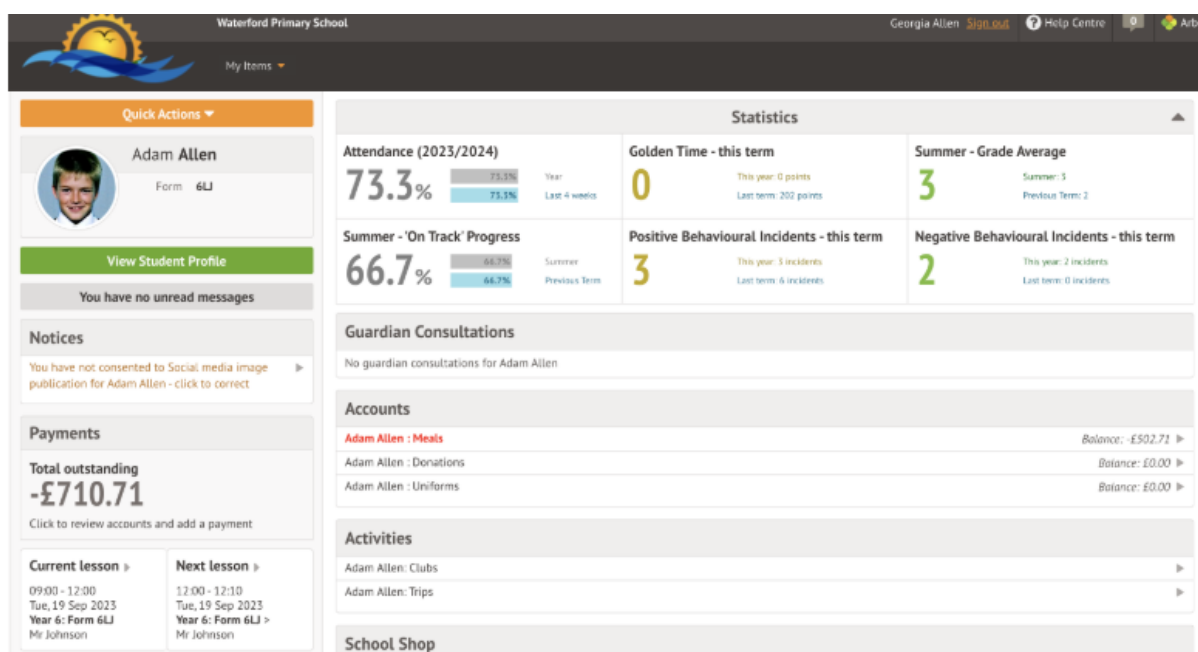 Waterford Primary School
Georgia Allen Sign out Help Centre 0 Arb
My Items
Quick Actions
Adam Allen
Form 6LJ
View Student Profile
You have no unread messages
Notices
You have not consented to Social media image
publication for Adam Allen - click to correct
Payments
Total outstanding
-£710.71
Click to review accounts and add a payment
Current lesson
09:00 - 12:00
Tue, 19 Sep 2023
Year 6: Form 6LJ
Mr Johnson
Next lesson
12:00 - 12:10
Tue, 19 Sep 2023
Year 6: Form 6LJ >
Mr Johnson
Statistics
Attendance (2023/2024)
73.3%
73.3% Year
73.3% Last 4 weeks
Golden Time - this term
0
This year: 0 points
Last term: 202 points
Summer - Grade Average
3
Summer: 3
Previous Term: 2
Summer - 'On Track' Progress
66.7%
66.7% Summer
66.7% Previous Term
Positive Behavioural Incidents - this term
3
This year: 3 incidents
Last term: 6 incidents
Negative Behavioural Incidents - this term
2
This year: 2 incidents
Last term: 0 incidents
Guardian Consultations
No guardian consultations for Adam Allen
Accounts
Adam Allen : Meals Balance: -£502.71
Adam Allen : Donations Balance: £0.00
Adam Allen : Uniforms Balance: £0.00
Activities
Adam Allen: Clubs
Adam Allen: Trips
School Shop